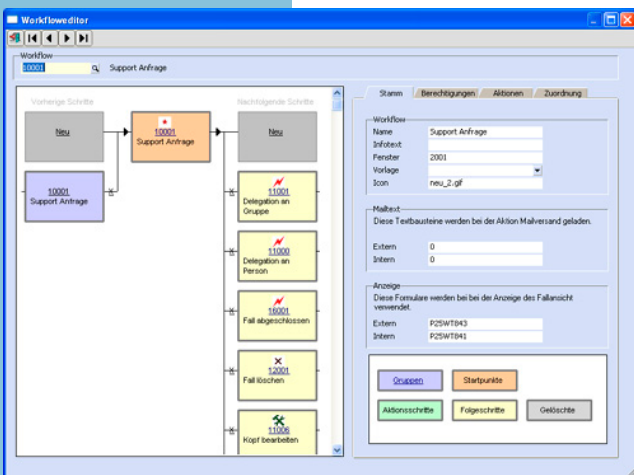 Workfloweditor
Workflow
10001 Support Anfrage
Vorherige Schritte
Nachfolgende Schritte
Neu
10001
Support Anfrage
Neu
10001
Support Anfrage
11001
Delegation an
Gruppe
11000
Delegation an
Person
16001
Fall abgeschlossen
12001
Fall löschen
11006
Kopf bearbeiten
Stamm Berechtigungen Aktionen Zuordnung
Workflow
Name Support Anfrage
Infotext
Fenster 2001
Vorlage
Icon neu_2.gif
Mailtext
Diese Textbausteine werden bei der Aktion Mailversand geladen.
Extern 0
Intern 0
Anzeige
Diese Formulare werden bei bei der Anzeige des Fallansicht
verwendet.
Extern P25WT843
Intern P25WT841
Gruppen Startpunkte
Aktionsschritte Folgeschritte Gelöschte